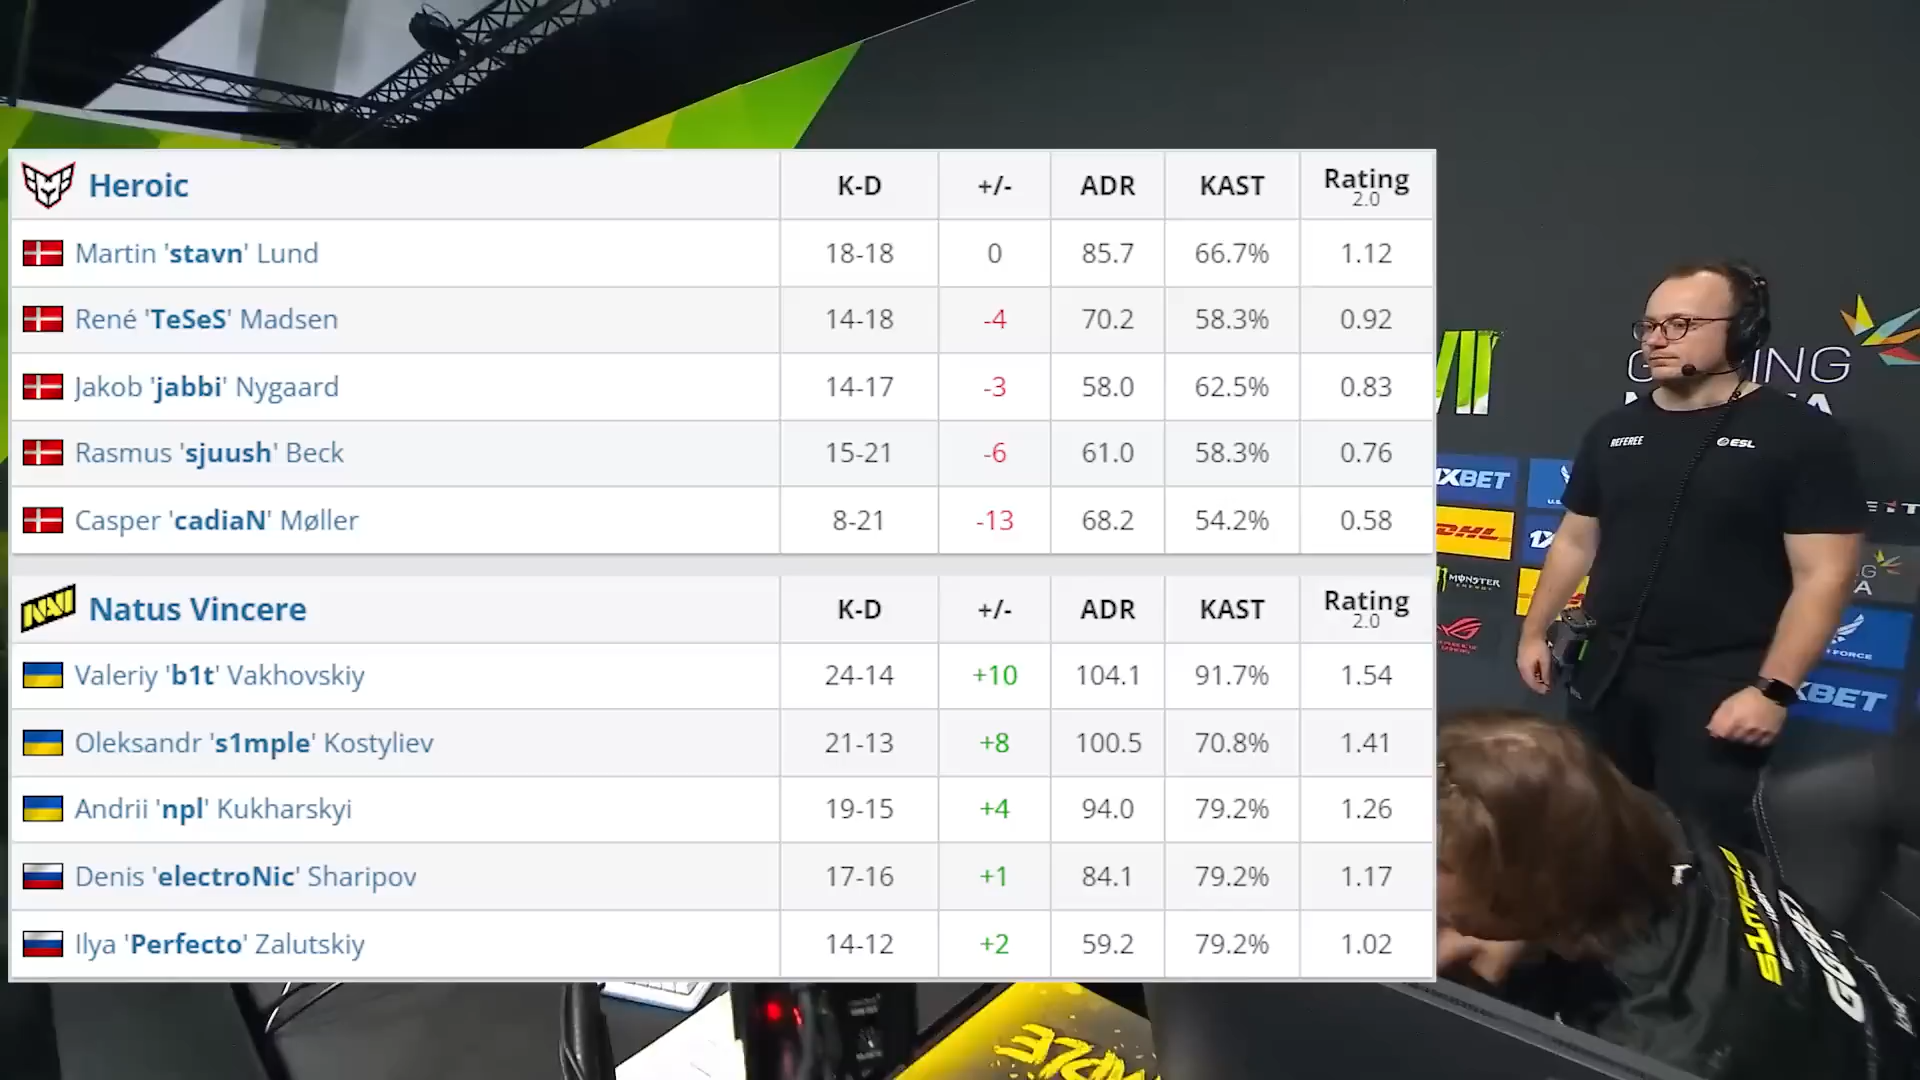 Heroic K-D +/- ADR KAST Rating 2.0
Martin 'stavn' Lund 18-18 0 85.7 66.7% 1.12
René 'TeSeS' Madsen 14-18 -4 70.2 58.3% 0.92
Jakob 'jabbi' Nygaard 14-17 -3 58.0 62.5% 0.83
Rasmus 'sjuush' Beck 15-21 -6 61.0 58.3% 0.76
Casper 'cadiaN' Møller 8-21 -13 68.2 54.2% 0.58
NAVI Natus Vincere K-D +/- ADR KAST Rating 2.0
Valeriy 'b1t' Vakhovskiy 24-14 +10 104.1 91.7% 1.54
Oleksandr 's1mple' Kostyliev 21-13 +8 100.5 70.8% 1.41
Andrii 'npl' Kukharskyi 19-15 +4 94.0 79.2% 1.26
Denis 'electroNic' Sharipov 17-16 +1 84.1 79.2% 1.17
Ilya 'Perfecto' Zalutskiy 14-12 +2 59.2 79.2% 1.02
REFEREE ESL
1XBET
DHL
MONSTER
ENERGY
FORCE
XBET
S1MPLE
GG.BET